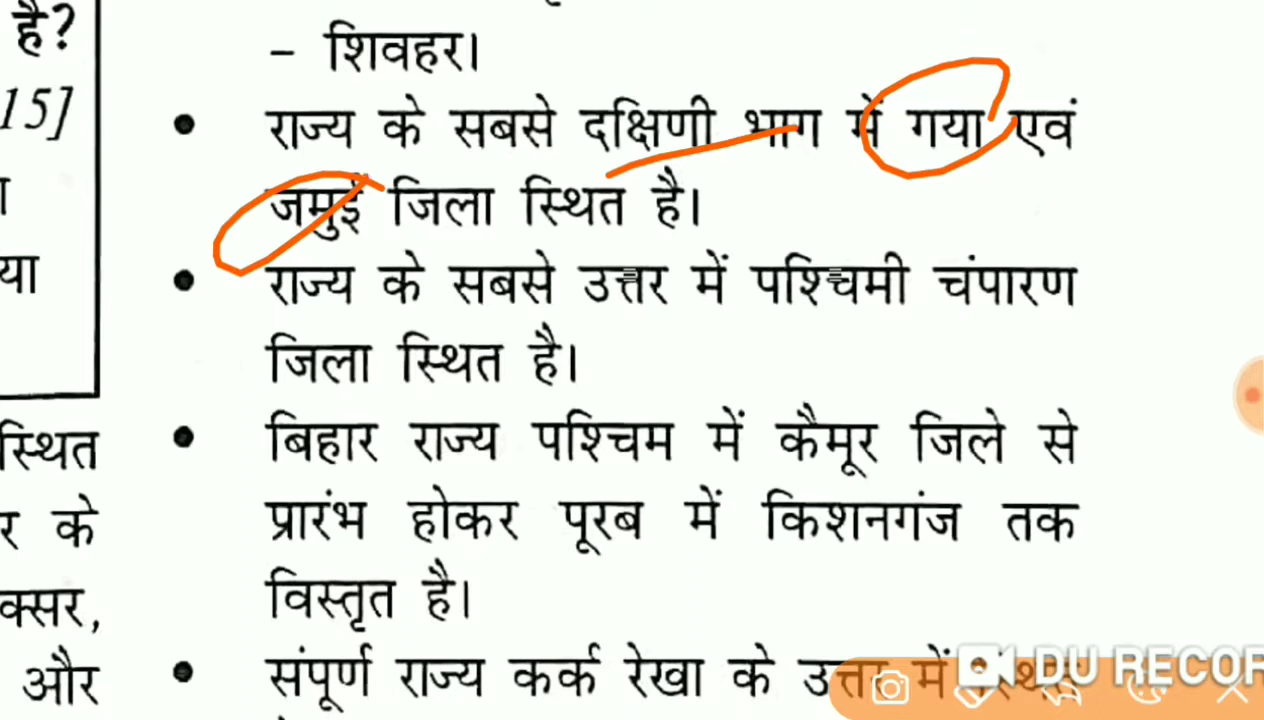 है?
15]
या
स्थित
र के
क्सर,
और
– शिवहर।
• राज्य के सबसे दक्षिणी भाग में गया एवं
जमुई जिला स्थित है।
• राज्य के सबसे उत्तर में पश्चिमी चंपारण
जिला स्थित है।
• बिहार राज्य पश्चिम में कैमूर जिले से
प्रारंभ होकर पूरब में किशनगंज तक
विस्तृत है।
• संपूर्ण राज्य कर्क रेखा के उत्तर में स्थित
DU RECOR